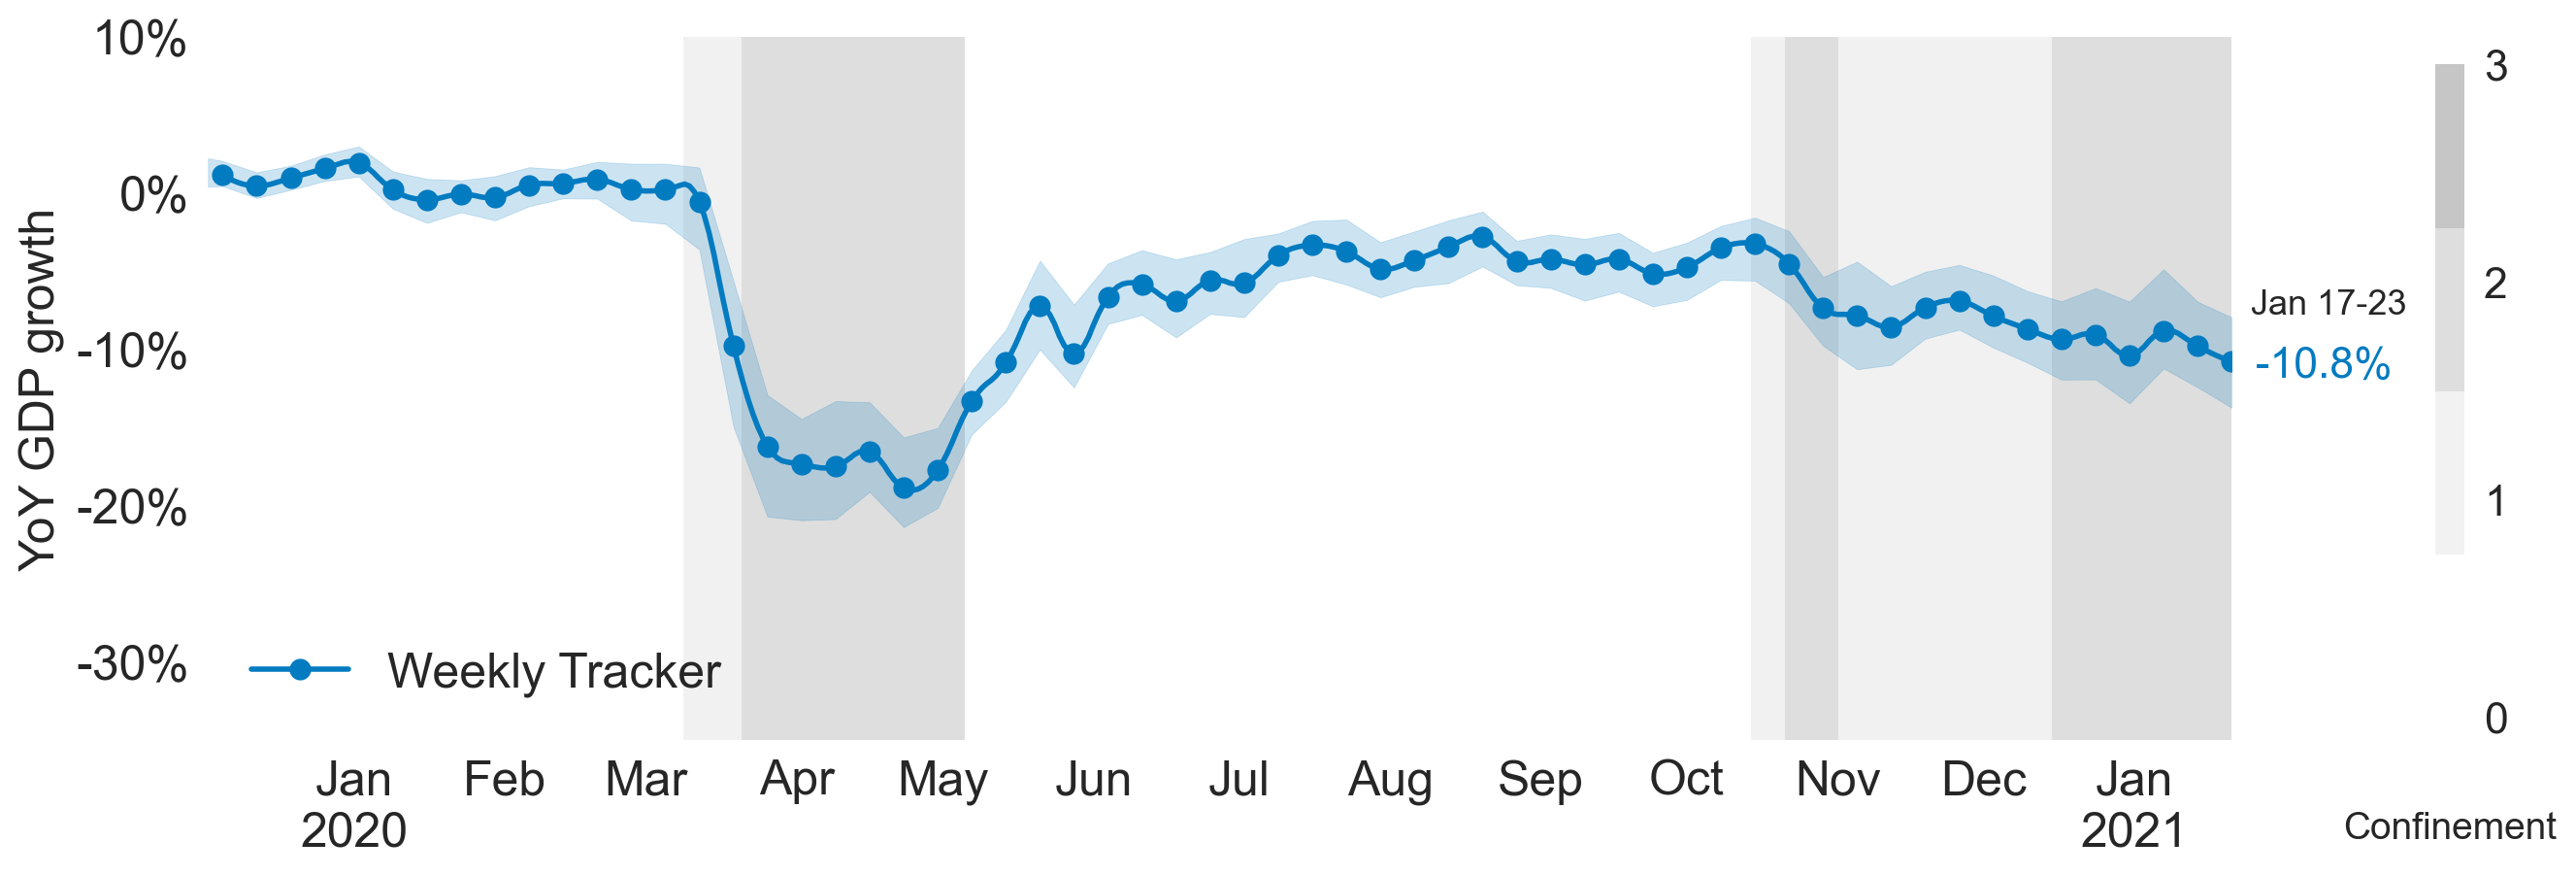 YoY GDP growth
10%
0%
-10%
-20%
-30%
Weekly Tracker
Jan Feb Mar Apr May Jun Jul Aug Sep Oct Nov Dec Jan
2020 2021
Jan 17-23
-10.8%
3
2
1
0
Confinement